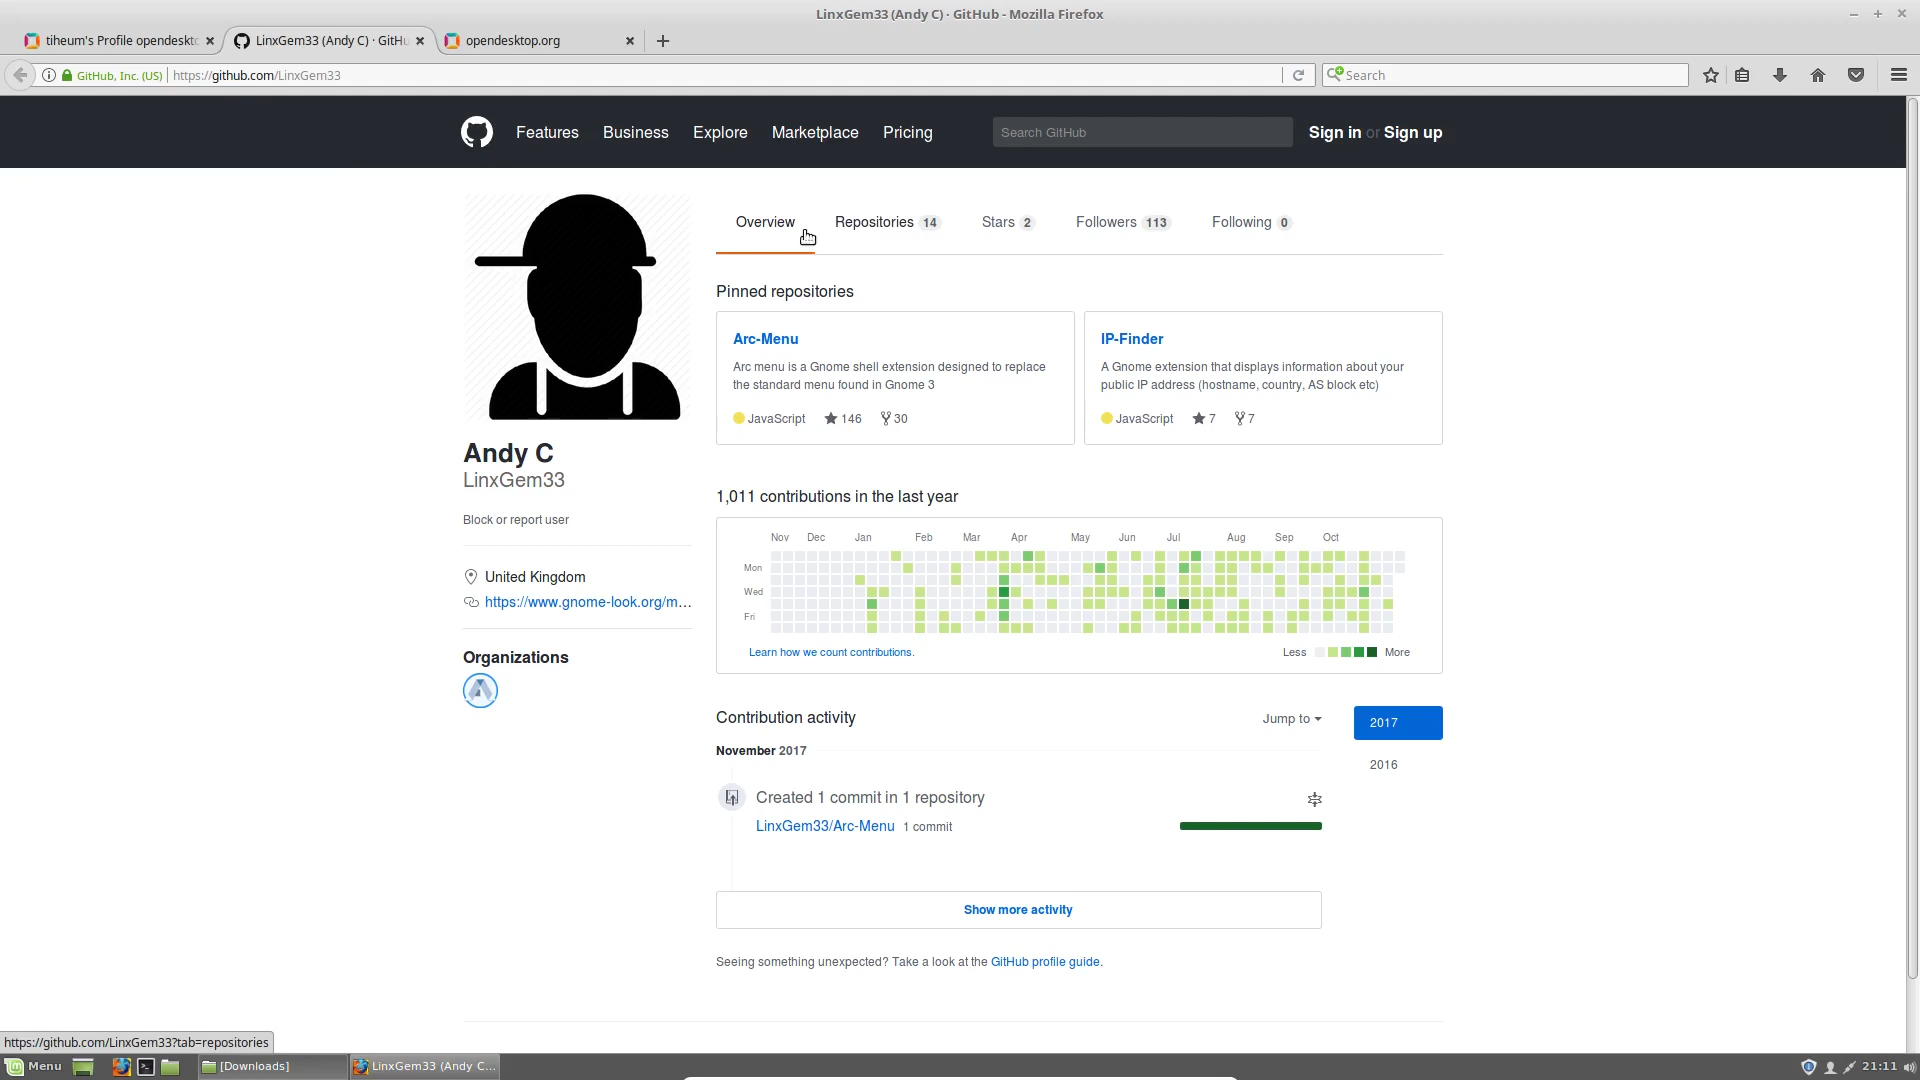 LinxGem33 (Andy C) · GitHub - Mozilla Firefox
tiheum's Profile opendeskt
LinxGem33 (Andy C) · GitHu
opendesktop.org
GitHub, Inc. (US)
https://github.com/LinxGem33
Search
Features
Business
Explore
Marketplace
Pricing
Search GitHub
Sign in or Sign up
Overview
Repositories 14
Stars 2
Followers 113
Following 0
Pinned repositories
Arc-Menu
Arc menu is a Gnome shell extension designed to replace
the standard menu found in Gnome 3
JavaScript 146 30
IP-Finder
A Gnome extension that displays information about your
public IP address (hostname, country, AS block etc)
JavaScript 7 7
Andy C
LinxGem33
Block or report user
United Kingdom
https://www.gnome-look.org/m...
Organizations
1,011 contributions in the last year
Nov Dec Jan Feb Mar Apr May Jun Jul Aug Sep Oct
Mon
Wed
Fri
Learn how we count contributions.
Less More
Contribution activity
Jump to
2017
2016
November 2017
Created 1 commit in 1 repository
LinxGem33/Arc-Menu 1 commit
Show more activity
Seeing something unexpected? Take a look at the GitHub profile guide.
https://github.com/LinxGem33?tab=repositories
Menu
[Downloads]
LinxGem33 (Andy C...
21:11